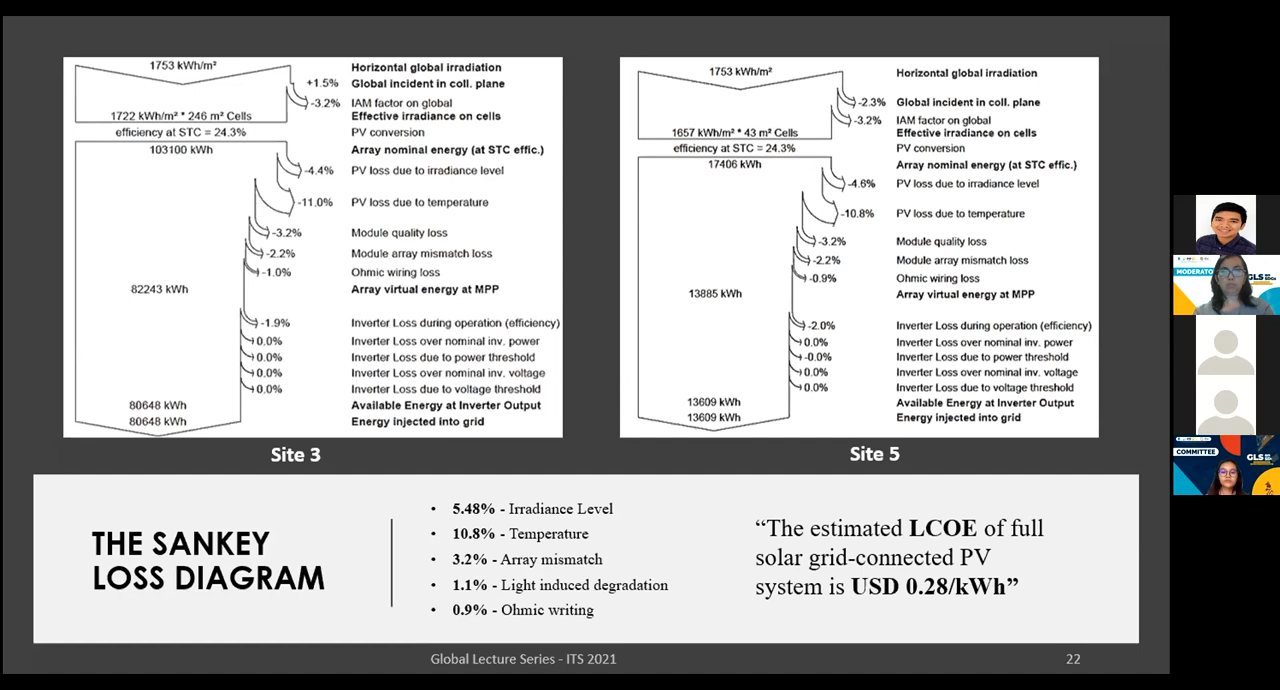 1753 kWh/m²
Horizontal global irradiation
+1.5% Global incident in coll. plane
-3.2% IAM factor on global
1722 kWh/m² * 246 m² Cells
Effective irradiance on cells
efficiency at STC = 24.3%
PV conversion
103100 kWh
Array nominal energy (at STC effic.)
-4.4% PV loss due to irradiance level
-11.0% PV loss due to temperature
-3.2% Module quality loss
-2.2% Module array mismatch loss
-1.0% Ohmic wiring loss
82243 kWh
Array virtual energy at MPP
-1.9% Inverter Loss during operation (efficiency)
0.0% Inverter Loss over nominal inv. power
0.0% Inverter Loss due to power threshold
0.0% Inverter Loss over nominal inv. voltage
0.0% Inverter Loss due to voltage threshold
80648 kWh
Available Energy at Inverter Output
80648 kWh
Energy injected into grid
Site 3
1753 kWh/m²
Horizontal global irradiation
-2.3% Global incident in coll. plane
-3.2% IAM factor on global
1657 kWh/m² * 43 m² Cells
Effective irradiance on cells
efficiency at STC = 24.3%
PV conversion
17406 kWh
Array nominal energy (at STC effic.)
-4.6% PV loss due to irradiance level
-10.8% PV loss due to temperature
-3.2% Module quality loss
-2.2% Module array mismatch loss
-0.9% Ohmic wiring loss
13885 kWh
Array virtual energy at MPP
-2.0% Inverter Loss during operation (efficiency)
0.0% Inverter Loss over nominal inv. power
-0.0% Inverter Loss due to power threshold
0.0% Inverter Loss over nominal inv. voltage
0.0% Inverter Loss due to voltage threshold
13609 kWh
Available Energy at Inverter Output
13609 kWh
Energy injected into grid
Site 5
THE SANKEY
LOSS DIAGRAM
• 5.48% - Irradiance Level
• 10.8% - Temperature
• 3.2% - Array mismatch
• 1.1% - Light induced degradation
• 0.9% - Ohmic writing
“The estimated LCOE of full
solar grid-connected PV
system is USD 0.28/kWh”
Global Lecture Series - ITS 2021
22
MODERATO
GLS
COMMITTEE
GLS